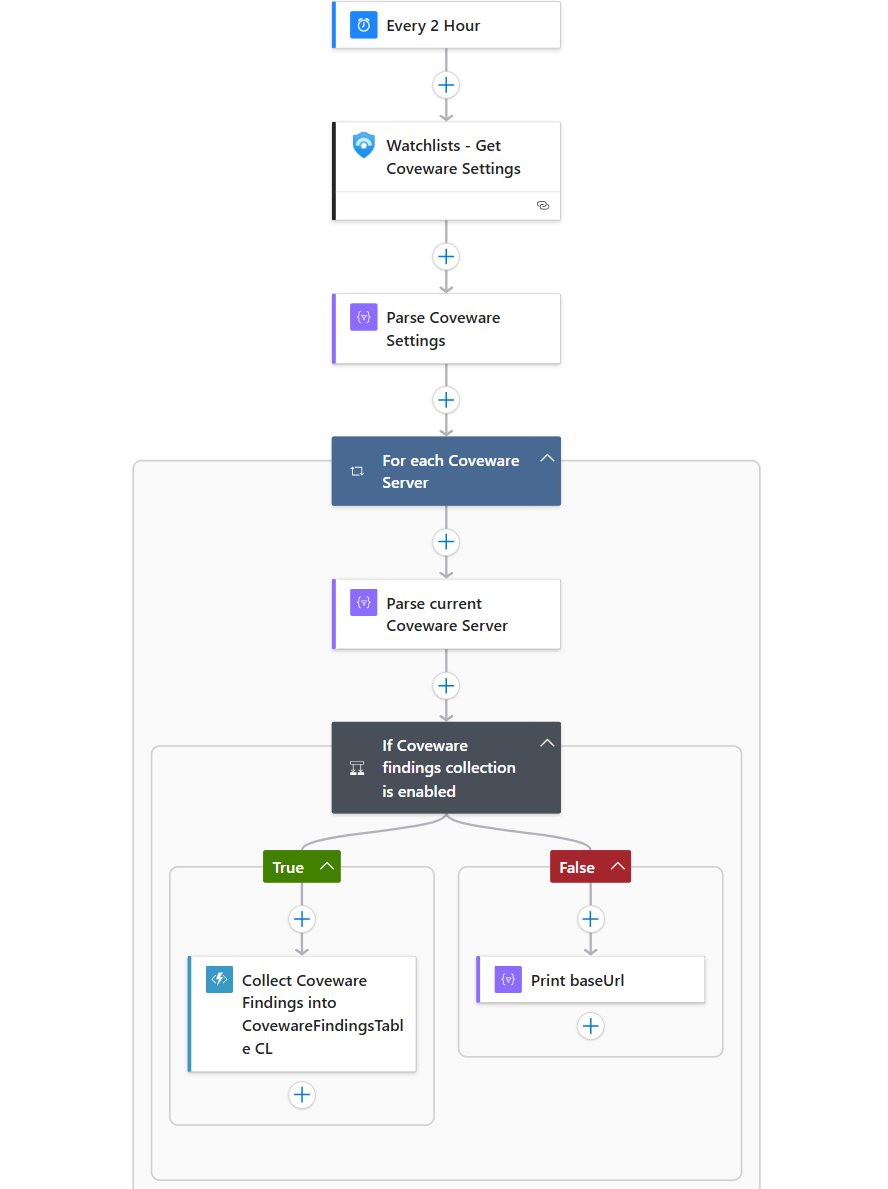 Every 2 Hour
Watchlists - Get
Coveware Settings
Parse Coveware
Settings
For each Coveware
Server
Parse current
Coveware Server
If Coveware
findings collection
is enabled
True
False
Collect Coveware
Findings into
CovewareFindingsTabl
e CL
Print baseUrl